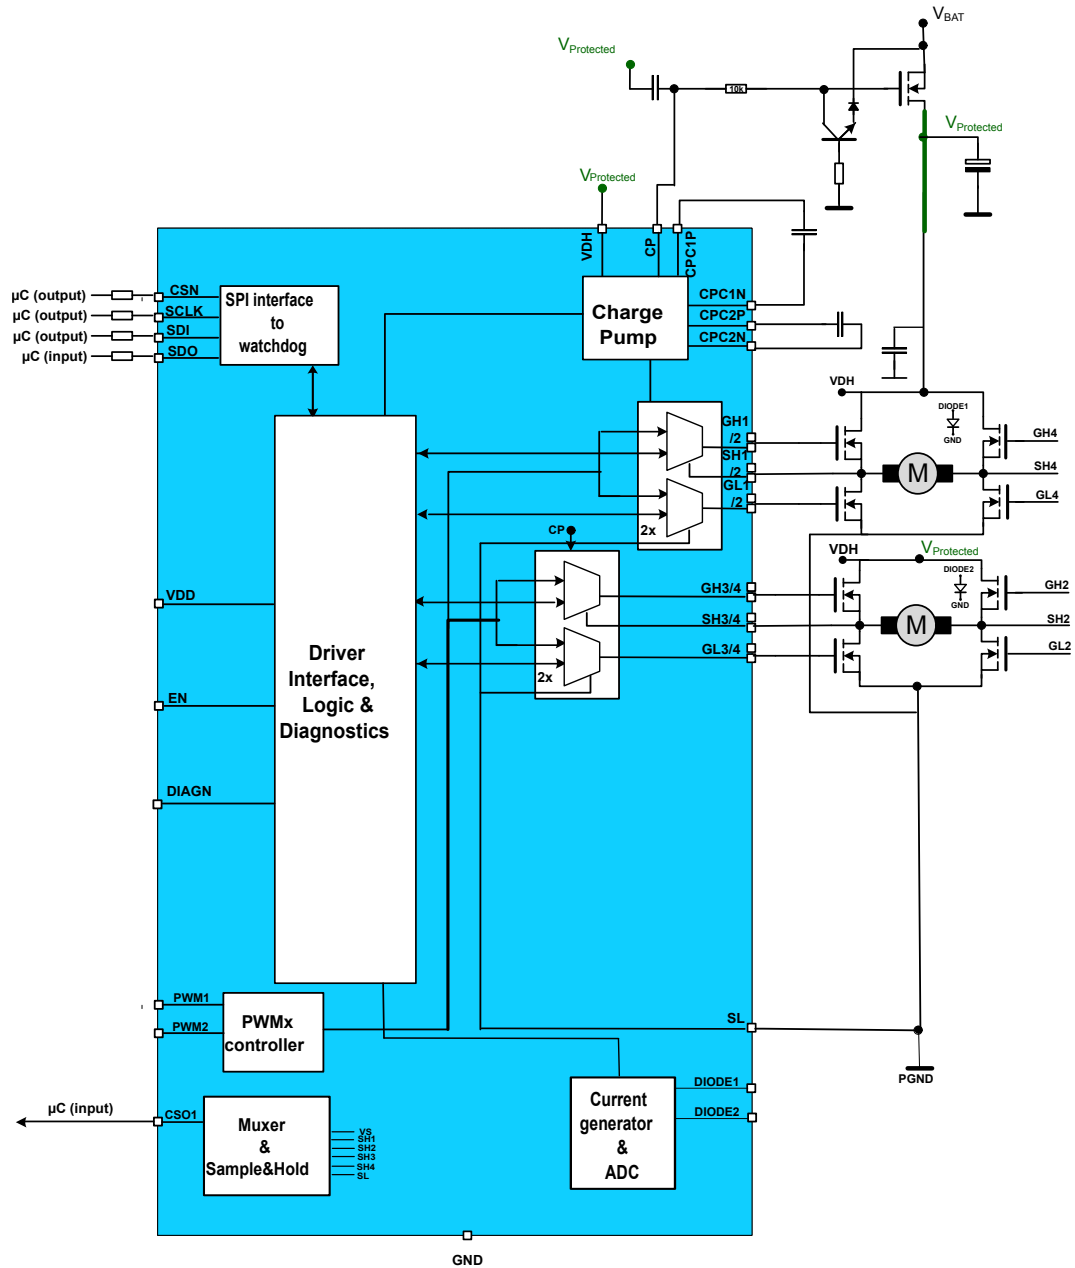 VBAT
VProtected
10k
VProtected
VProtected
VDH
CP
CPC1P
µC (output)
CSN
µC (output)
SCLK
µC (output)
SDI
µC (input)
SDO
SPI interface
to
watchdog
Charge
Pump
CPC1N
CPC2P
CPC2N
VDH
DIODE1
GND
GH1
/2
SH1
/2
GL1
/2
GH4
SH4
GL4
M
2x
CP
VDH
VProtected
DIODE2
GND
GH3/4
SH3/4
GL3/4
GH2
SH2
GL2
M
2x
VDD
EN
DIAGN
Driver
Interface,
Logic &
Diagnostics
PWM1
PWM2
PWMx
controller
SL
PGND
µC (input)
CSO1
Muxer
&
Sample&Hold
VS
SH1
SH2
SH3
SH4
SL
Current
generator
&
ADC
DIODE1
DIODE2
GND